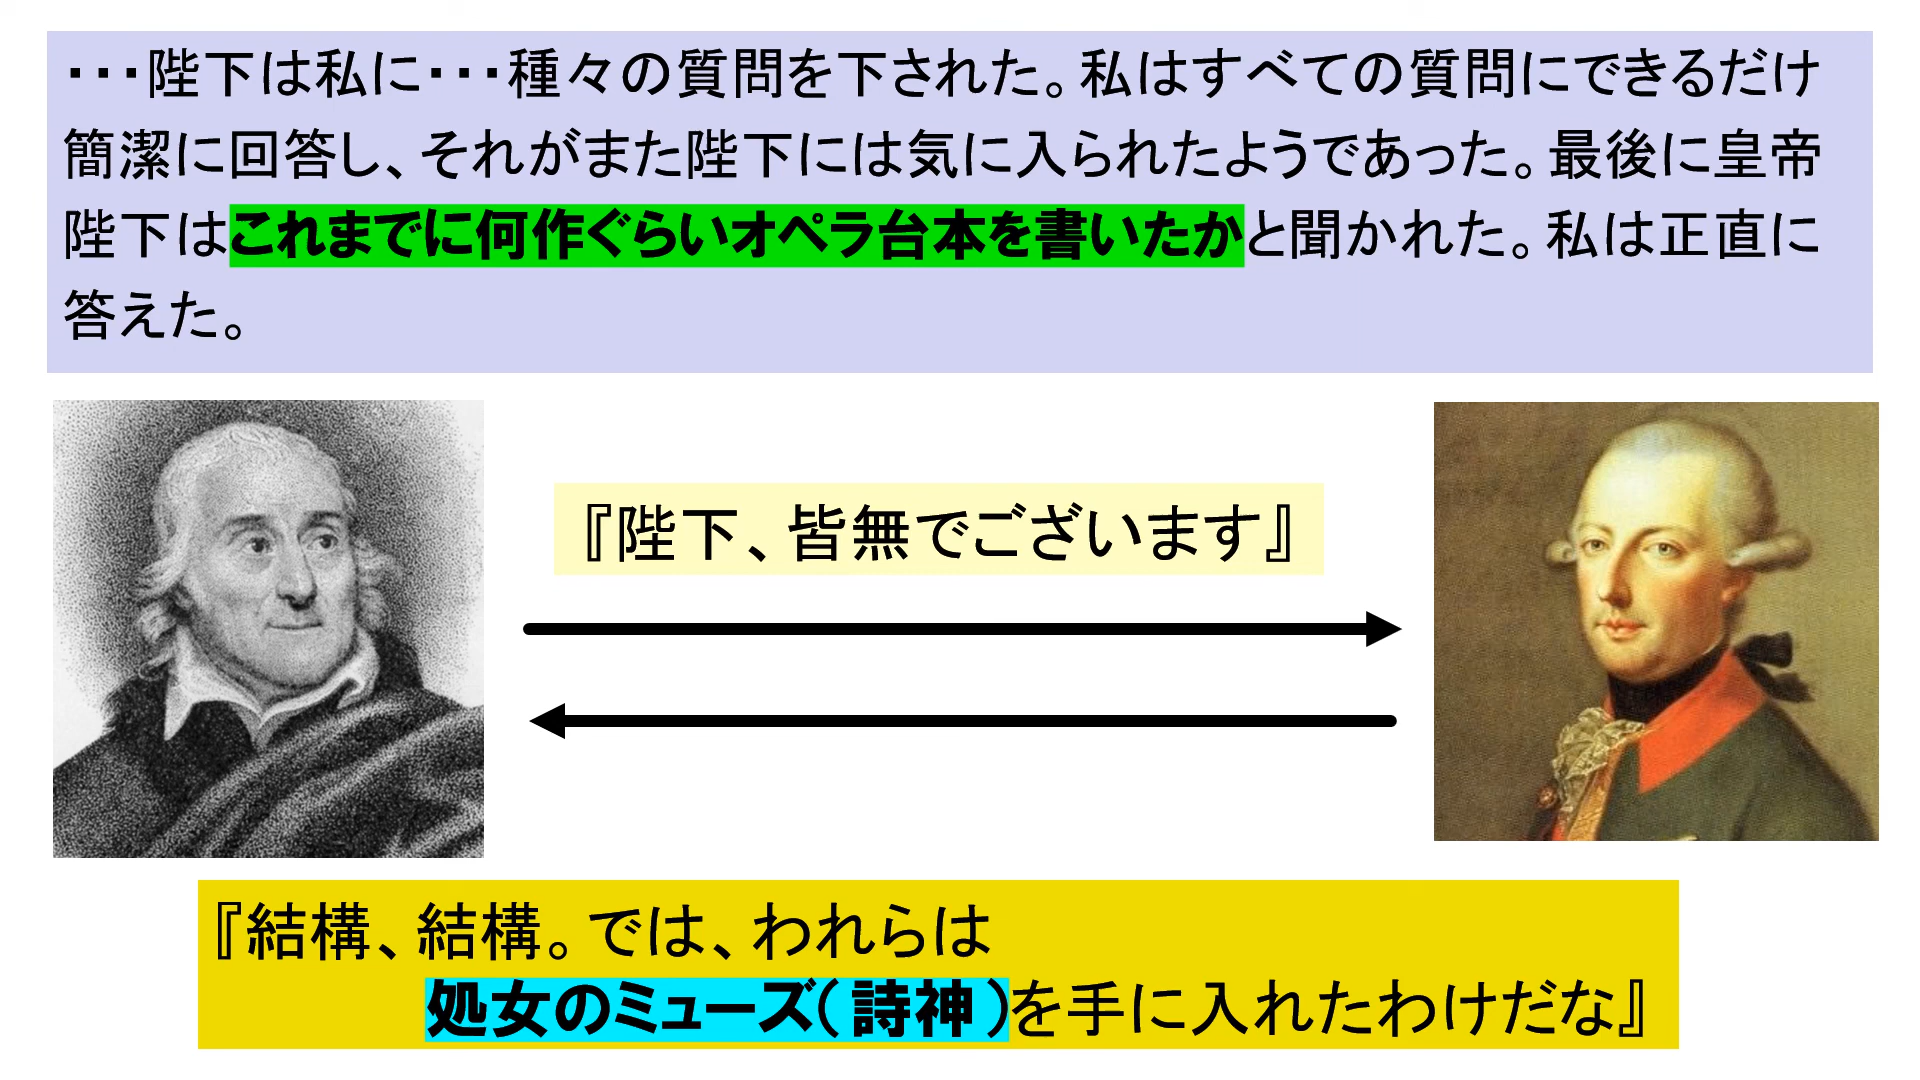 ・・・陛下は私に・・・種々の質問を下された。私はすべての質問にできるだけ
簡潔に回答し、それがまた陛下には気に入られたようであった。最後に皇帝
陛下はこれまでに何作ぐらいオペラ台本を書いたかと聞かれた。私は正直に
答えた。
『陛下、皆無でございます』
『結構、結構。では、われらは
処女のミューズ（詩神）を手に入れたわけだな』